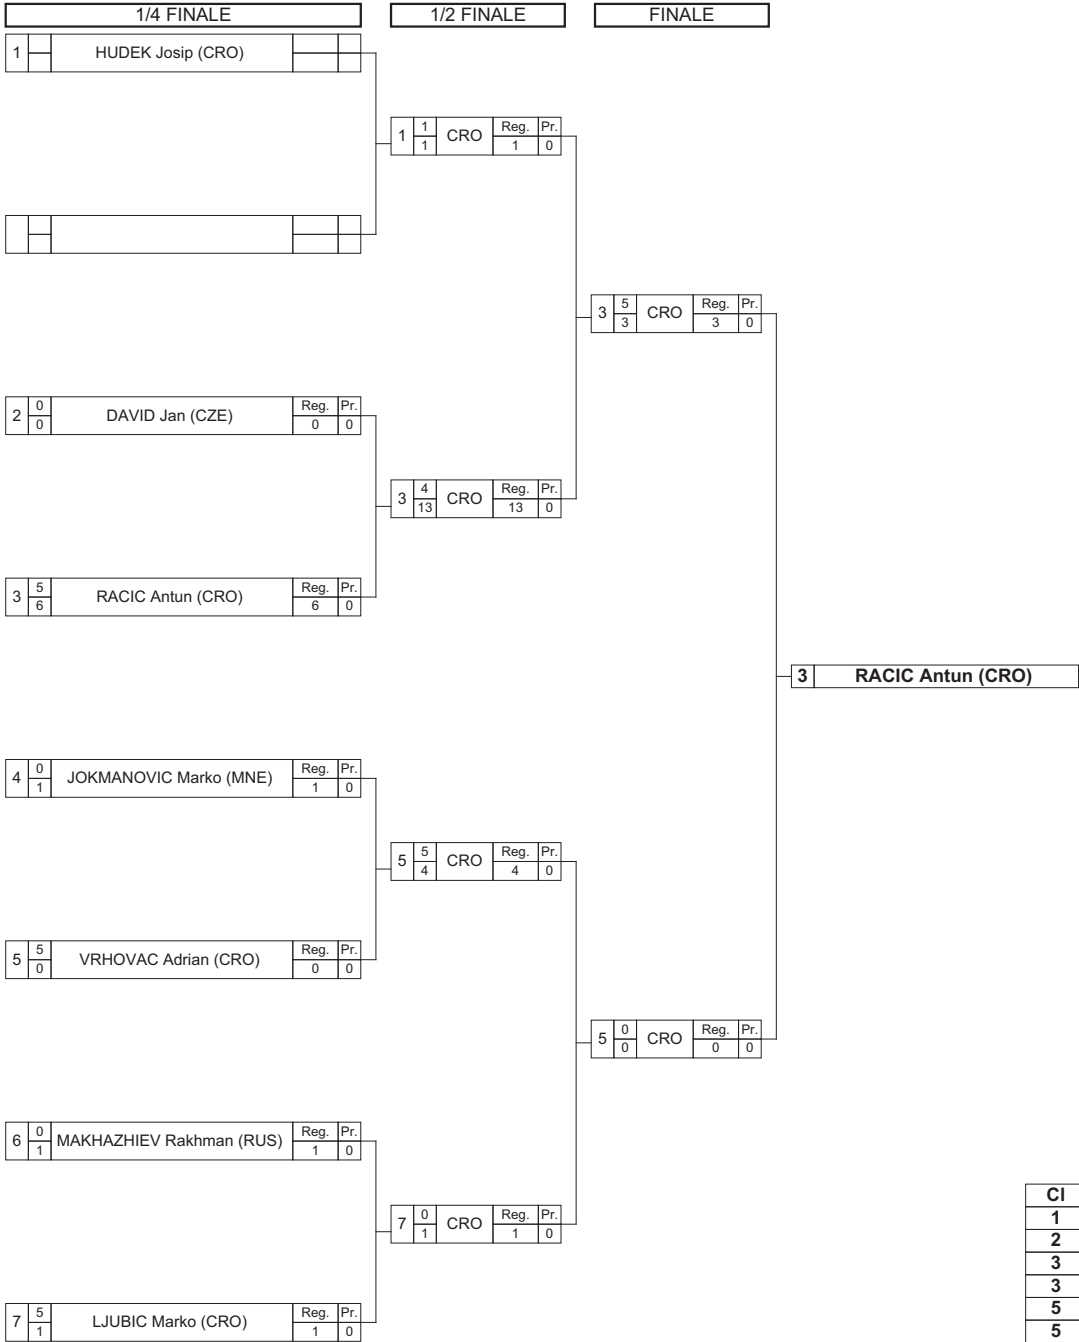 1/4 FINALE 1/2 FINALE FINALE
1 HUDEK Josip (CRO)
1 1 CRO Reg. Pr.
1 1 0
3 5 CRO Reg. Pr.
3 3 0
2 0 DAVID Jan (CZE) Reg. Pr.
0 0 0
3 4 CRO Reg. Pr.
13 13 0
3 5 RACIC Antun (CRO) Reg. Pr.
6 6 0
3 RACIC Antun (CRO)
4 0 JOKMANOVIC Marko (MNE) Reg. Pr.
1 1 0
5 5 CRO Reg. Pr.
4 4 0
5 5 VRHOVAC Adrian (CRO) Reg. Pr.
0 0 0
5 0 CRO Reg. Pr.
0 0 0
6 0 MAKHAZHIEV Rakhman (RUS) Reg. Pr.
1 1 0
7 0 CRO Reg. Pr.
1 1 0
7 5 LJUBIC Marko (CRO) Reg. Pr.
1 1 0
Cl
1
2
3
3
5
5